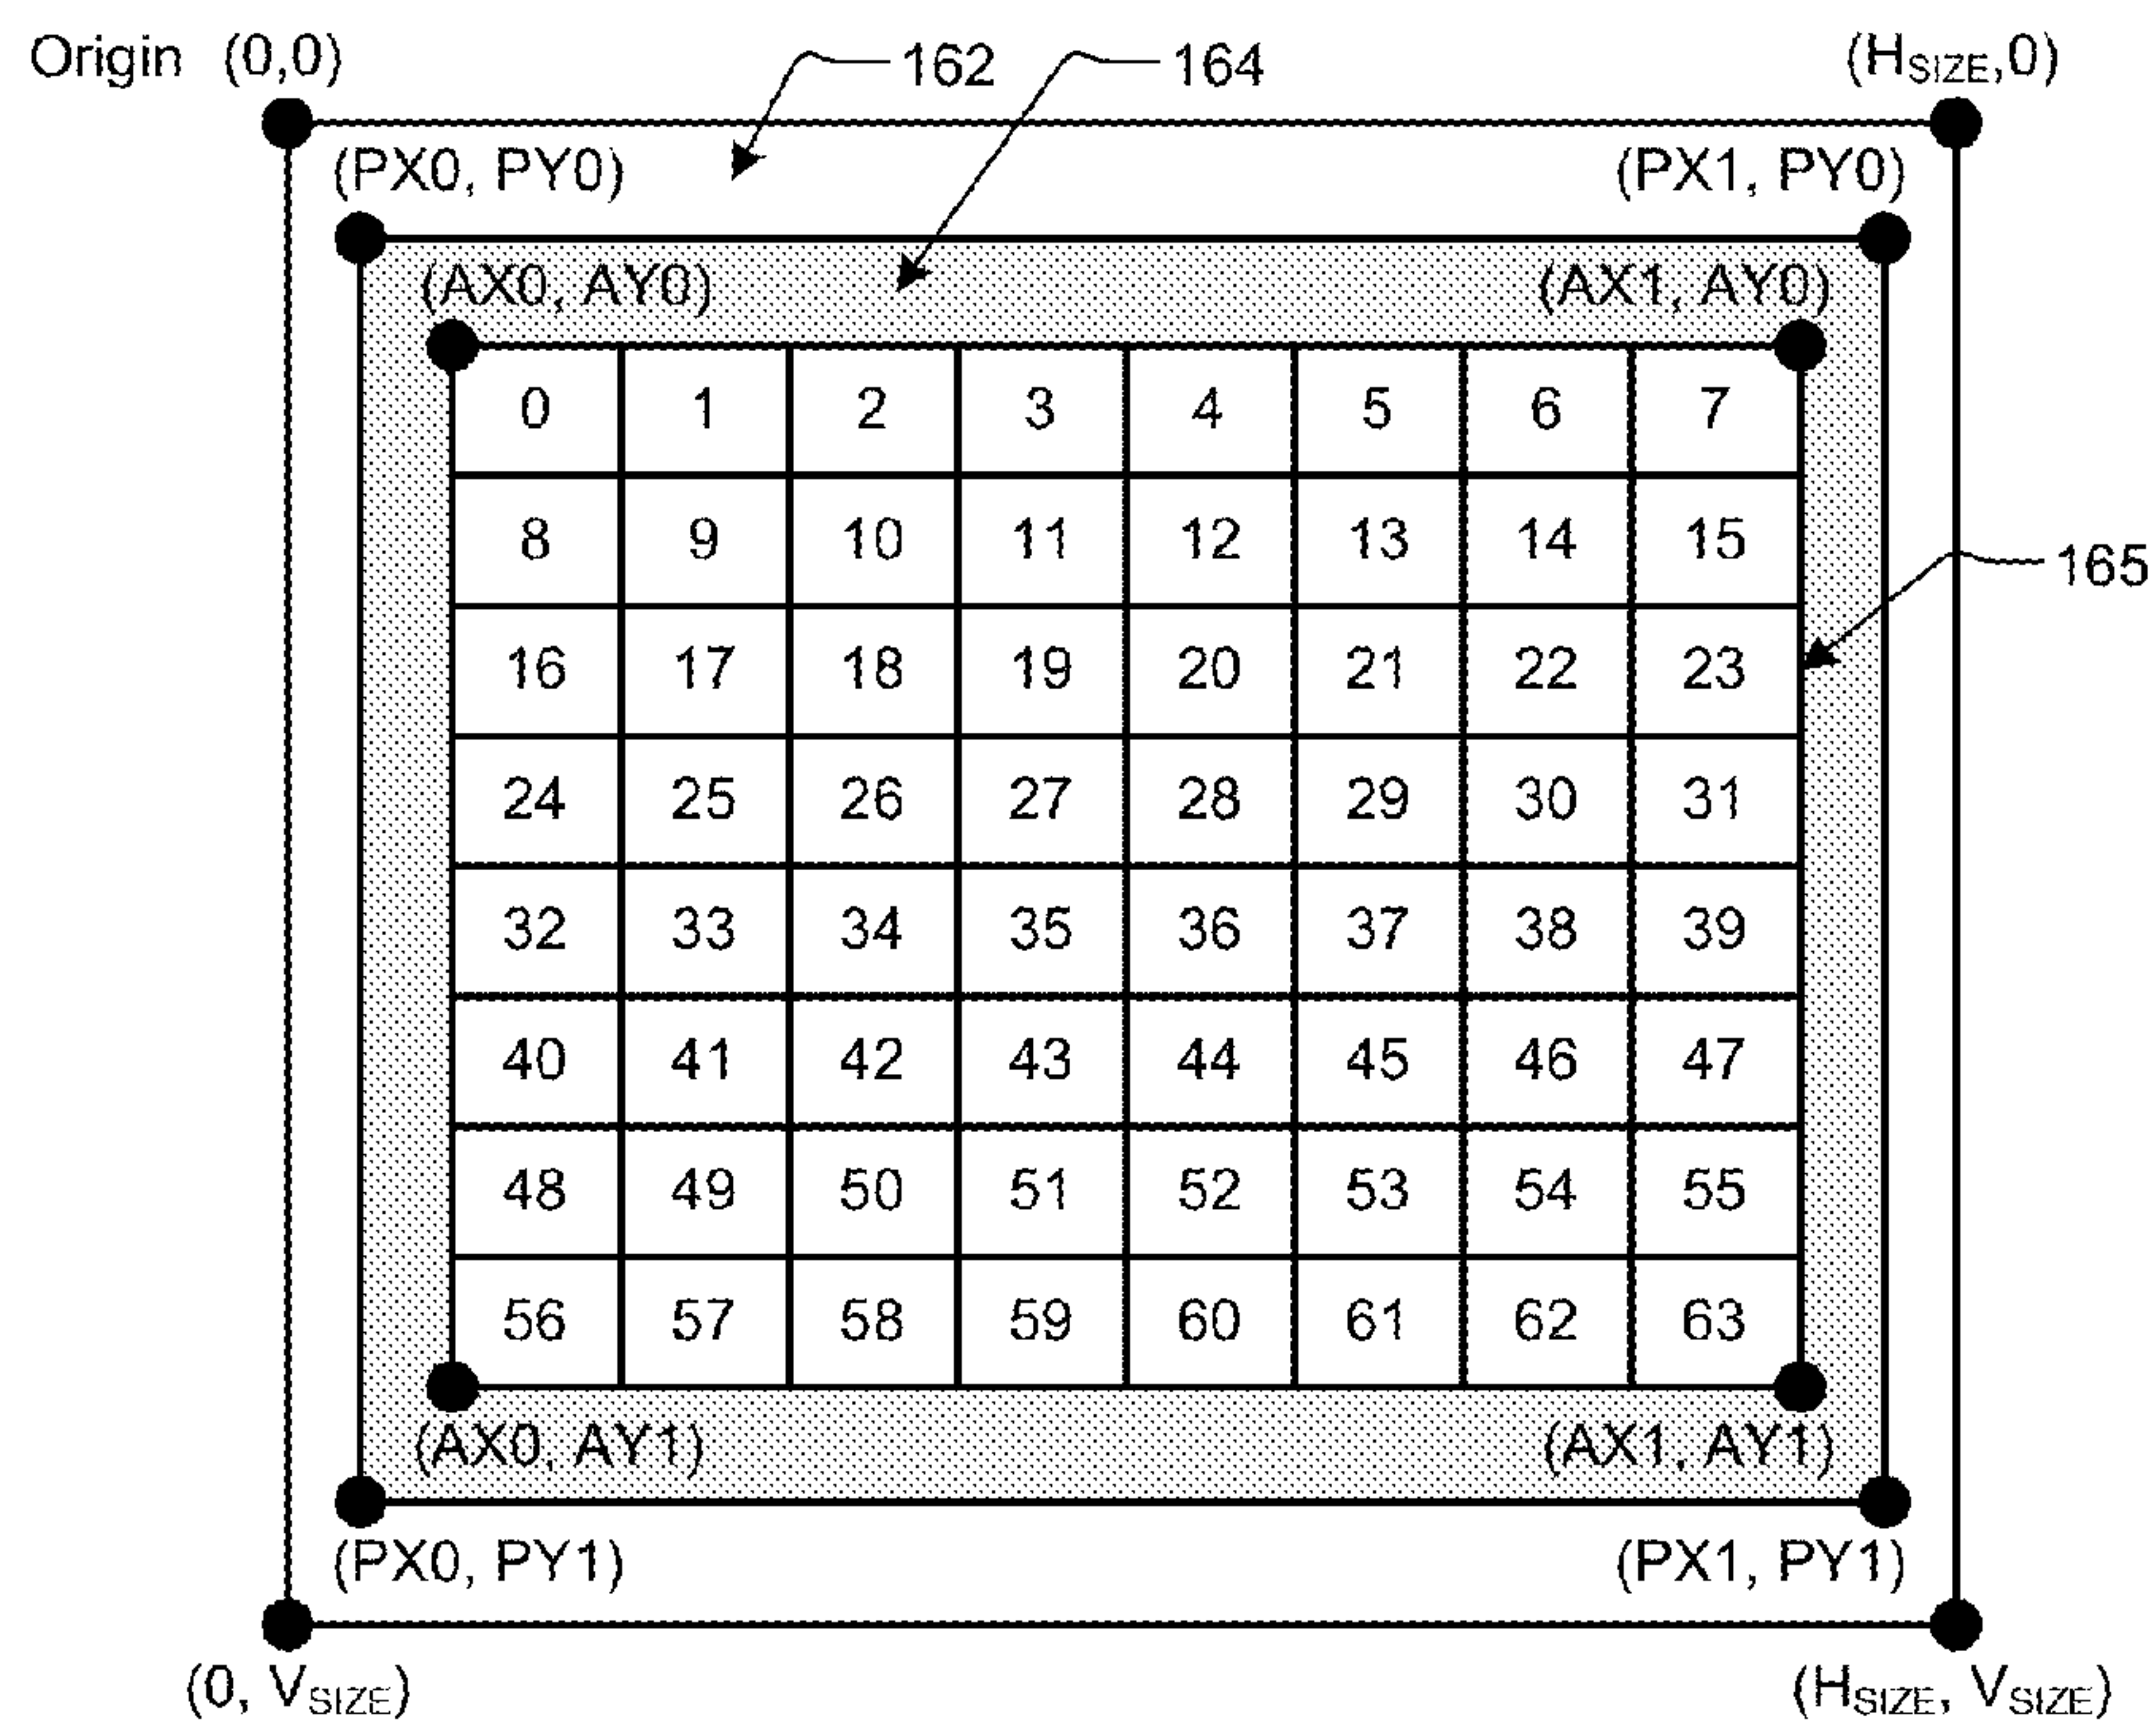 Origin (0,0) 162 164 (HSIZE,0)
(PX0, PY0) (PX1, PY0)
(AX0, AY0) (AX1, AY0)
0 1 2 3 4 5 6 7
8 9 10 11 12 13 14 15
165
16 17 18 19 20 21 22 23
24 25 26 27 28 29 30 31
32 33 34 35 36 37 38 39
40 41 42 43 44 45 46 47
48 49 50 51 52 53 54 55
56 57 58 59 60 61 62 63
(AX0, AY1) (AX1, AY1)
(PX0, PY1) (PX1, PY1)
(0, VSIZE) (HSIZE, VSIZE)